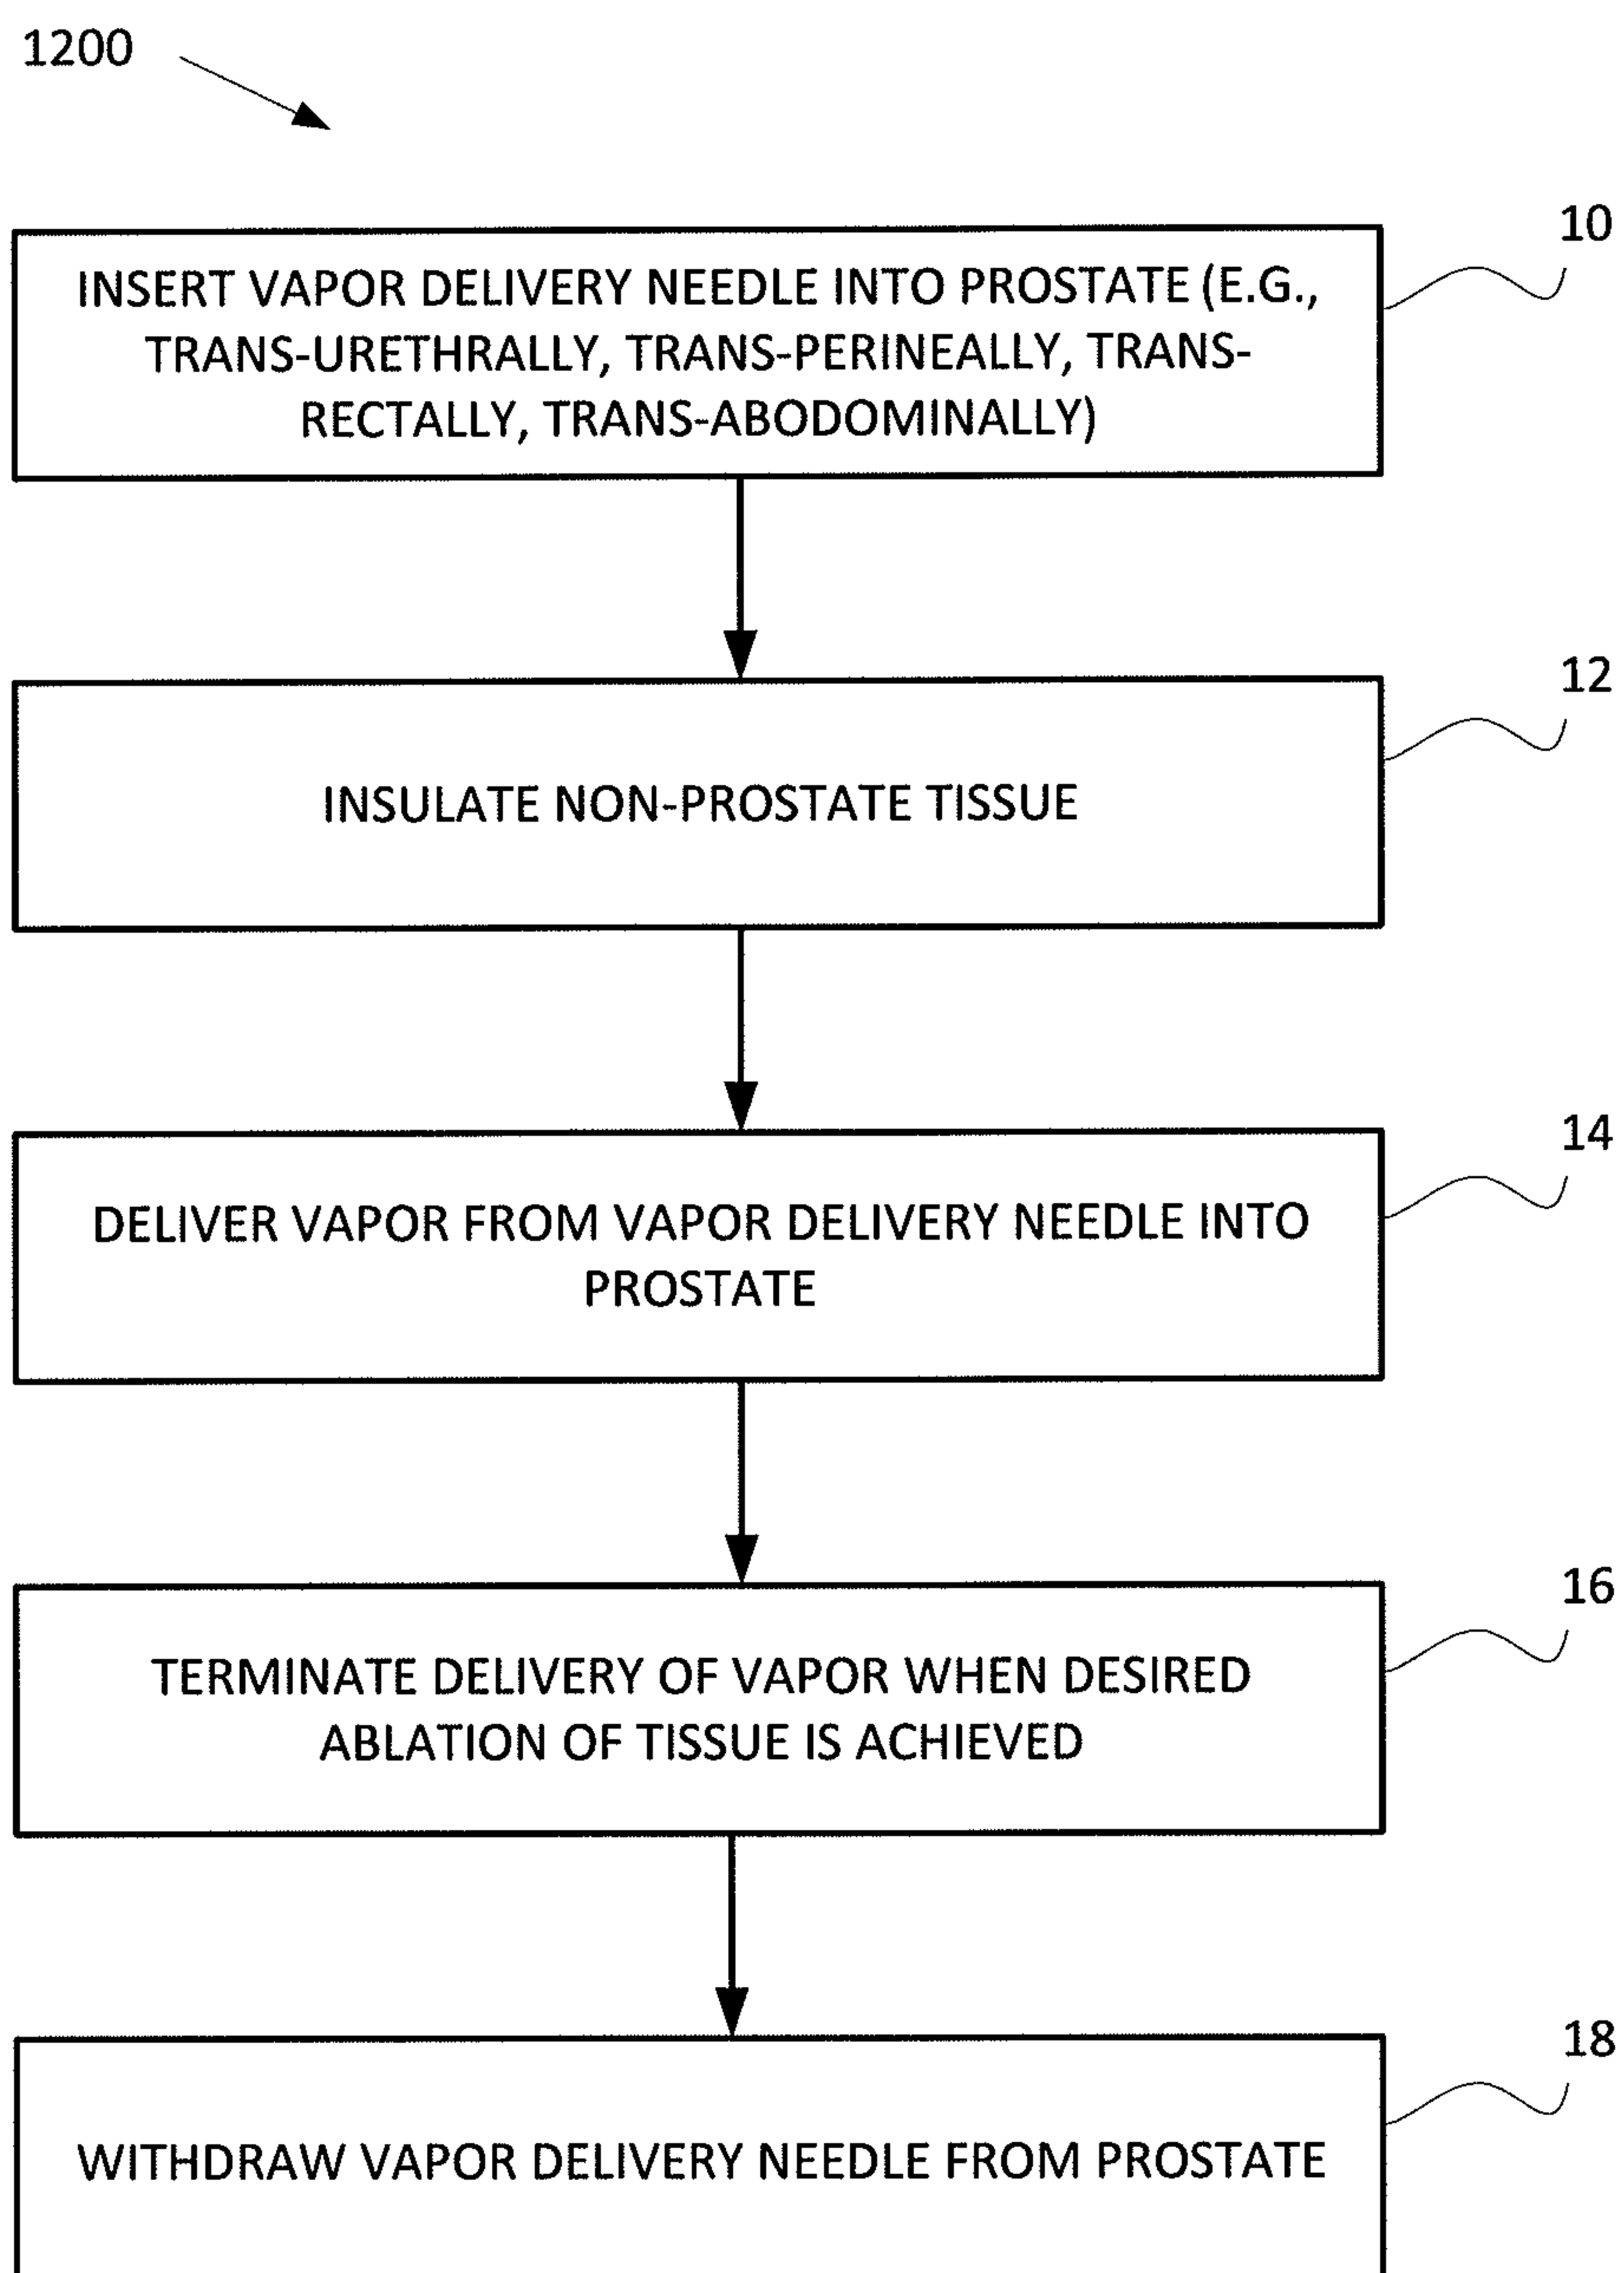 1200
10
INSERT VAPOR DELIVERY NEEDLE INTO PROSTATE (E.G.,
TRANS-URETHRALLY, TRANS-PERINEALLY, TRANS-
RECTALLY, TRANS-ABODOMINALLY)
12
INSULATE NON-PROSTATE TISSUE
14
DELIVER VAPOR FROM VAPOR DELIVERY NEEDLE INTO
PROSTATE
16
TERMINATE DELIVERY OF VAPOR WHEN DESIRED
ABLATION OF TISSUE IS ACHIEVED
18
WITHDRAW VAPOR DELIVERY NEEDLE FROM PROSTATE